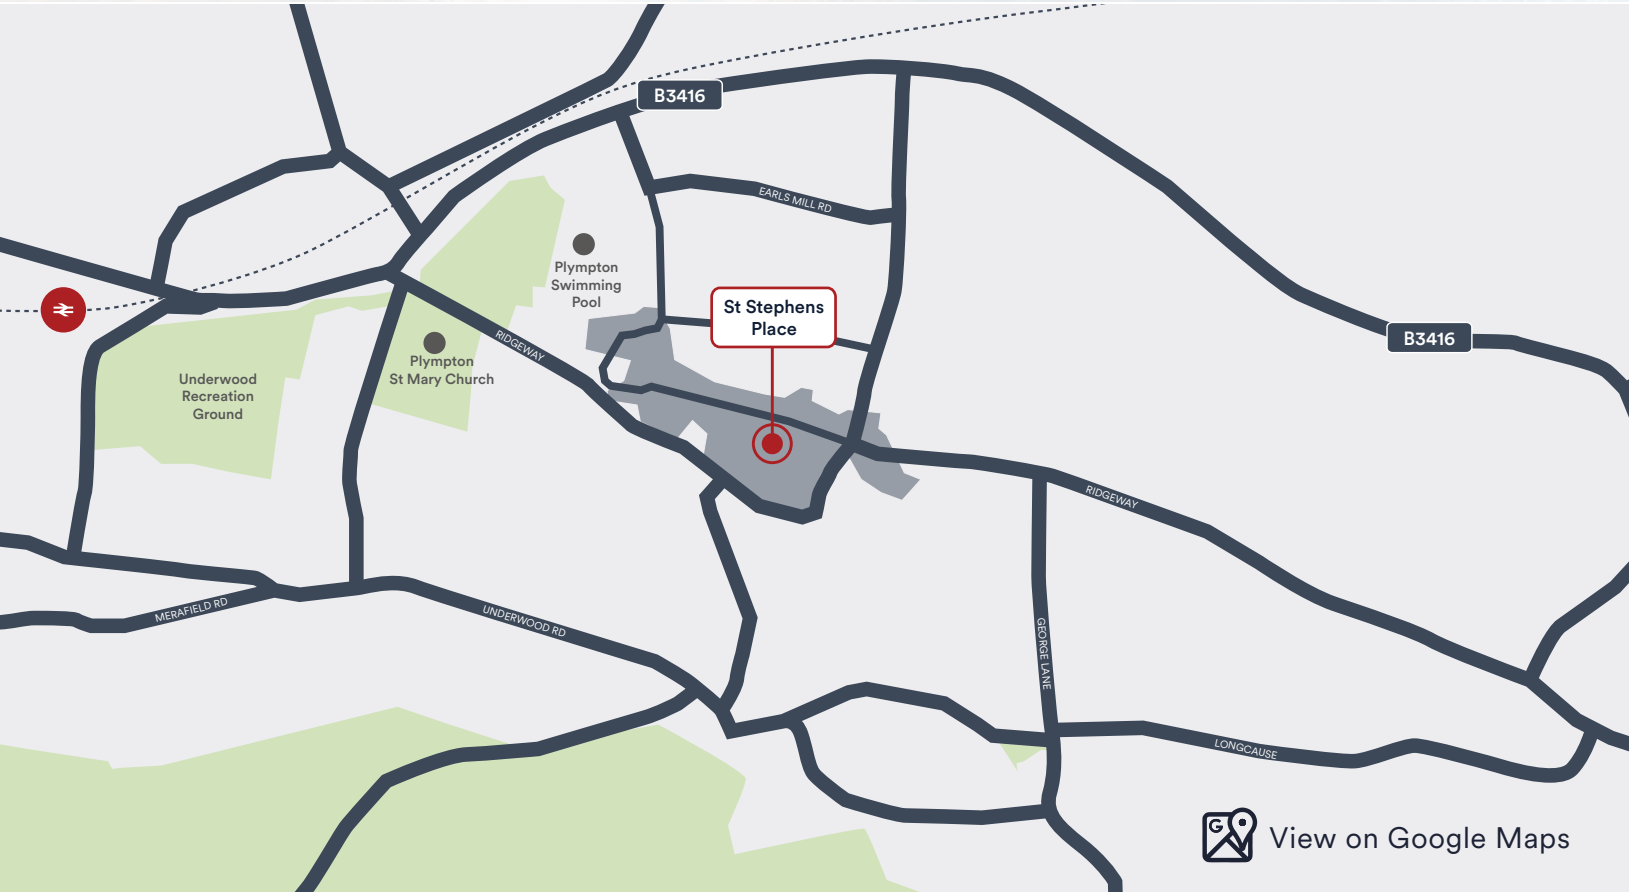 B3416
EARLS MILL RD
Plympton
Swimming
Pool
St Stephens
Place
RIDGEWAY
B3416
Plympton
St Mary Church
Underwood
Recreation
Ground
RIDGEWAY
MERAFIELD RD
UNDERWOOD RD
GEORGE LANE
LONGCAUSE
G
View on Google Maps